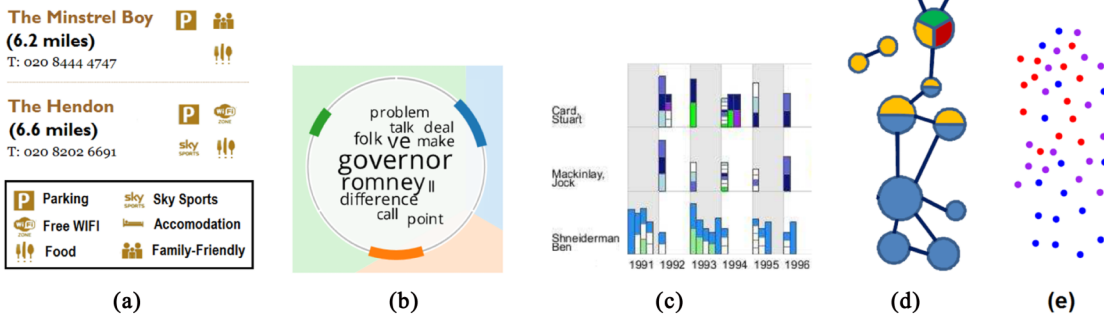 The Minstrel Boy
(6.2 miles)
T: 020 8444 4747
P
The Hendon
(6.6 miles)
T: 020 8202 6691
P
WiFi
ZONE
sky
SPORTS
P Parking
sky SPORTS Sky Sports
WiFi ZONE Free WIFI
Accomodation
Food
Family-Friendly
(a)
problem
talk deal
folk ve make
governor
romney ll
difference
call point
(b)
Card,
Stuart
Mackinlay,
Jock
Shneiderman
Ben
1991 1992 1993 1994 1995 1996
(c)
(d)
(e)